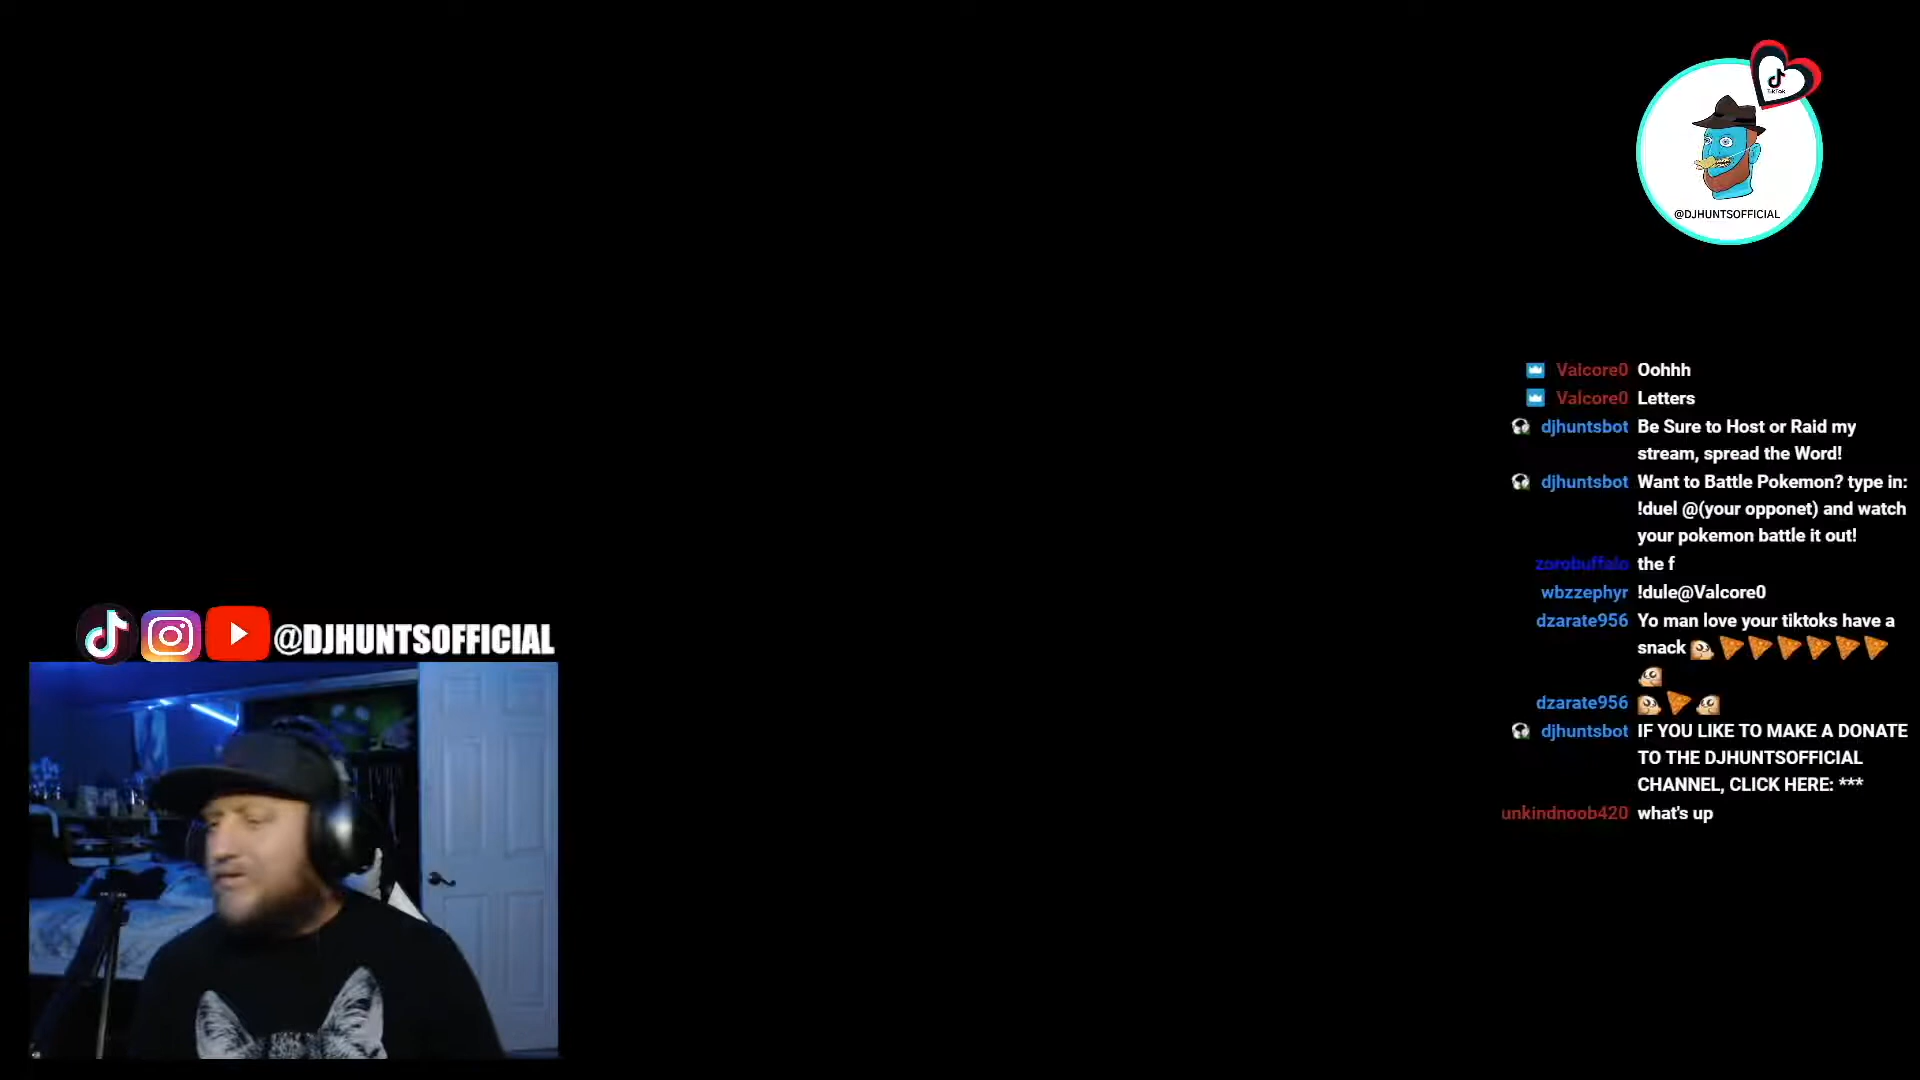 TikTok
@DJHUNTSOFFICIAL
Valcore0 Oohhh
Valcore0 Letters
djhuntsbot Be Sure to Host or Raid my
stream, spread the Word!
djhuntsbot Want to Battle Pokemon? type in:
!duel @(your opponet) and watch
your pokemon battle it out!
zorobuffalo the f
wbzzephyr !dule@Valcore0
dzarate956 Yo man love your tiktoks have a
snack
dzarate956
djhuntsbot IF YOU LIKE TO MAKE A DONATE
TO THE DJHUNTSOFFICIAL
CHANNEL, CLICK HERE: ***
unkindnoob420 what's up
@DJHUNTSOFFICIAL